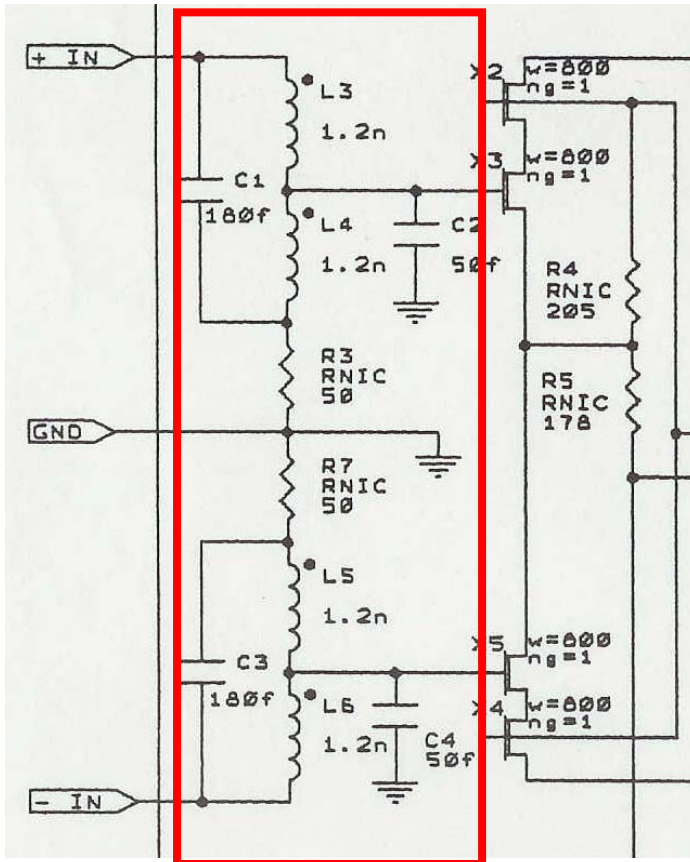 + IN
L3
1.2n
C1
180f
L4
1.2n
C2
50f
X2
w=800
ng=1
X3
w=800
ng=1
R3
RNIC
50
R4
RNIC
205
R5
RNIC
178
GND
R7
RNIC
50
L5
1.2n
C3
180f
L6
1.2n
C4
50f
X5
w=800
ng=1
X4
w=800
ng=1
- IN